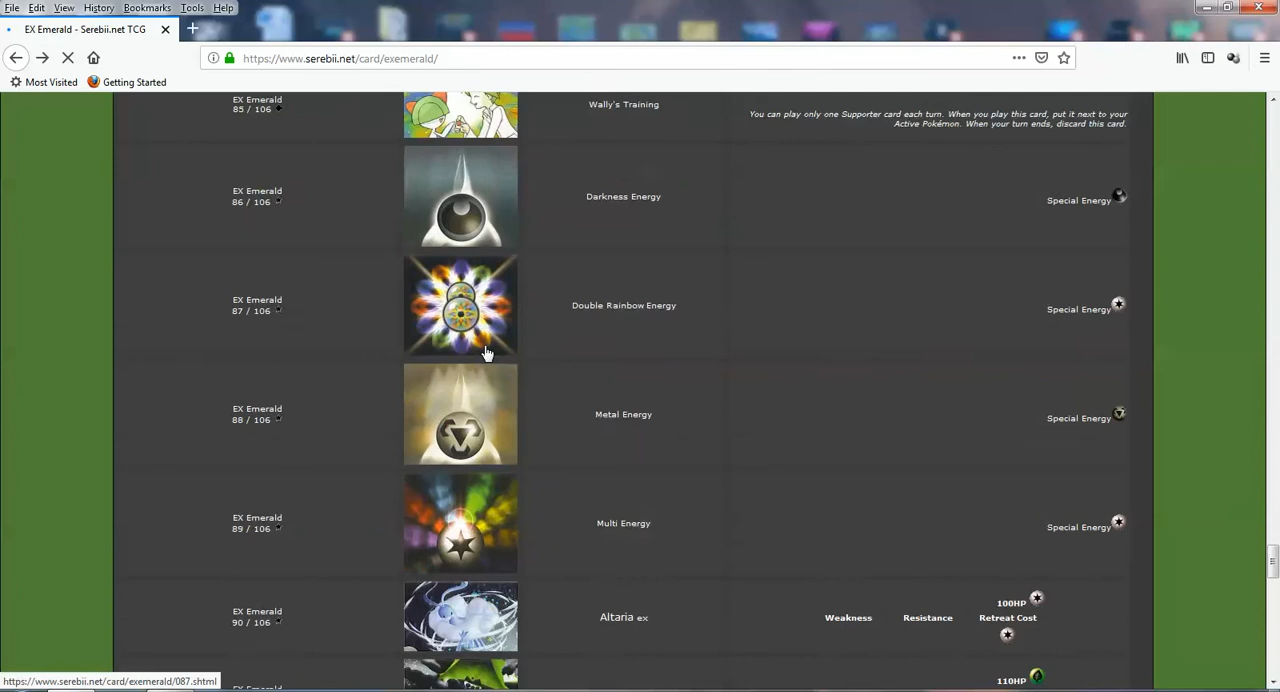 File Edit View History Bookmarks Tools Help
EX Emerald - Serebii.net TCG
https://www.serebii.net/card/exemerald/
Most Visited Getting Started
EX Emerald
85 / 106
Wally's Training
You can play only one Supporter card each turn. When you play this card, put it next to your
Active Pokémon. When your turn ends, discard this card.
EX Emerald
86 / 106
Darkness Energy
Special Energy
EX Emerald
87 / 106
Double Rainbow Energy
Special Energy
EX Emerald
88 / 106
Metal Energy
Special Energy
EX Emerald
89 / 106
Multi Energy
Special Energy
EX Emerald
90 / 106
Altaria ex
100HP
Weakness Resistance Retreat Cost
110HP
https://www.serebii.net/card/exemerald/087.shtml